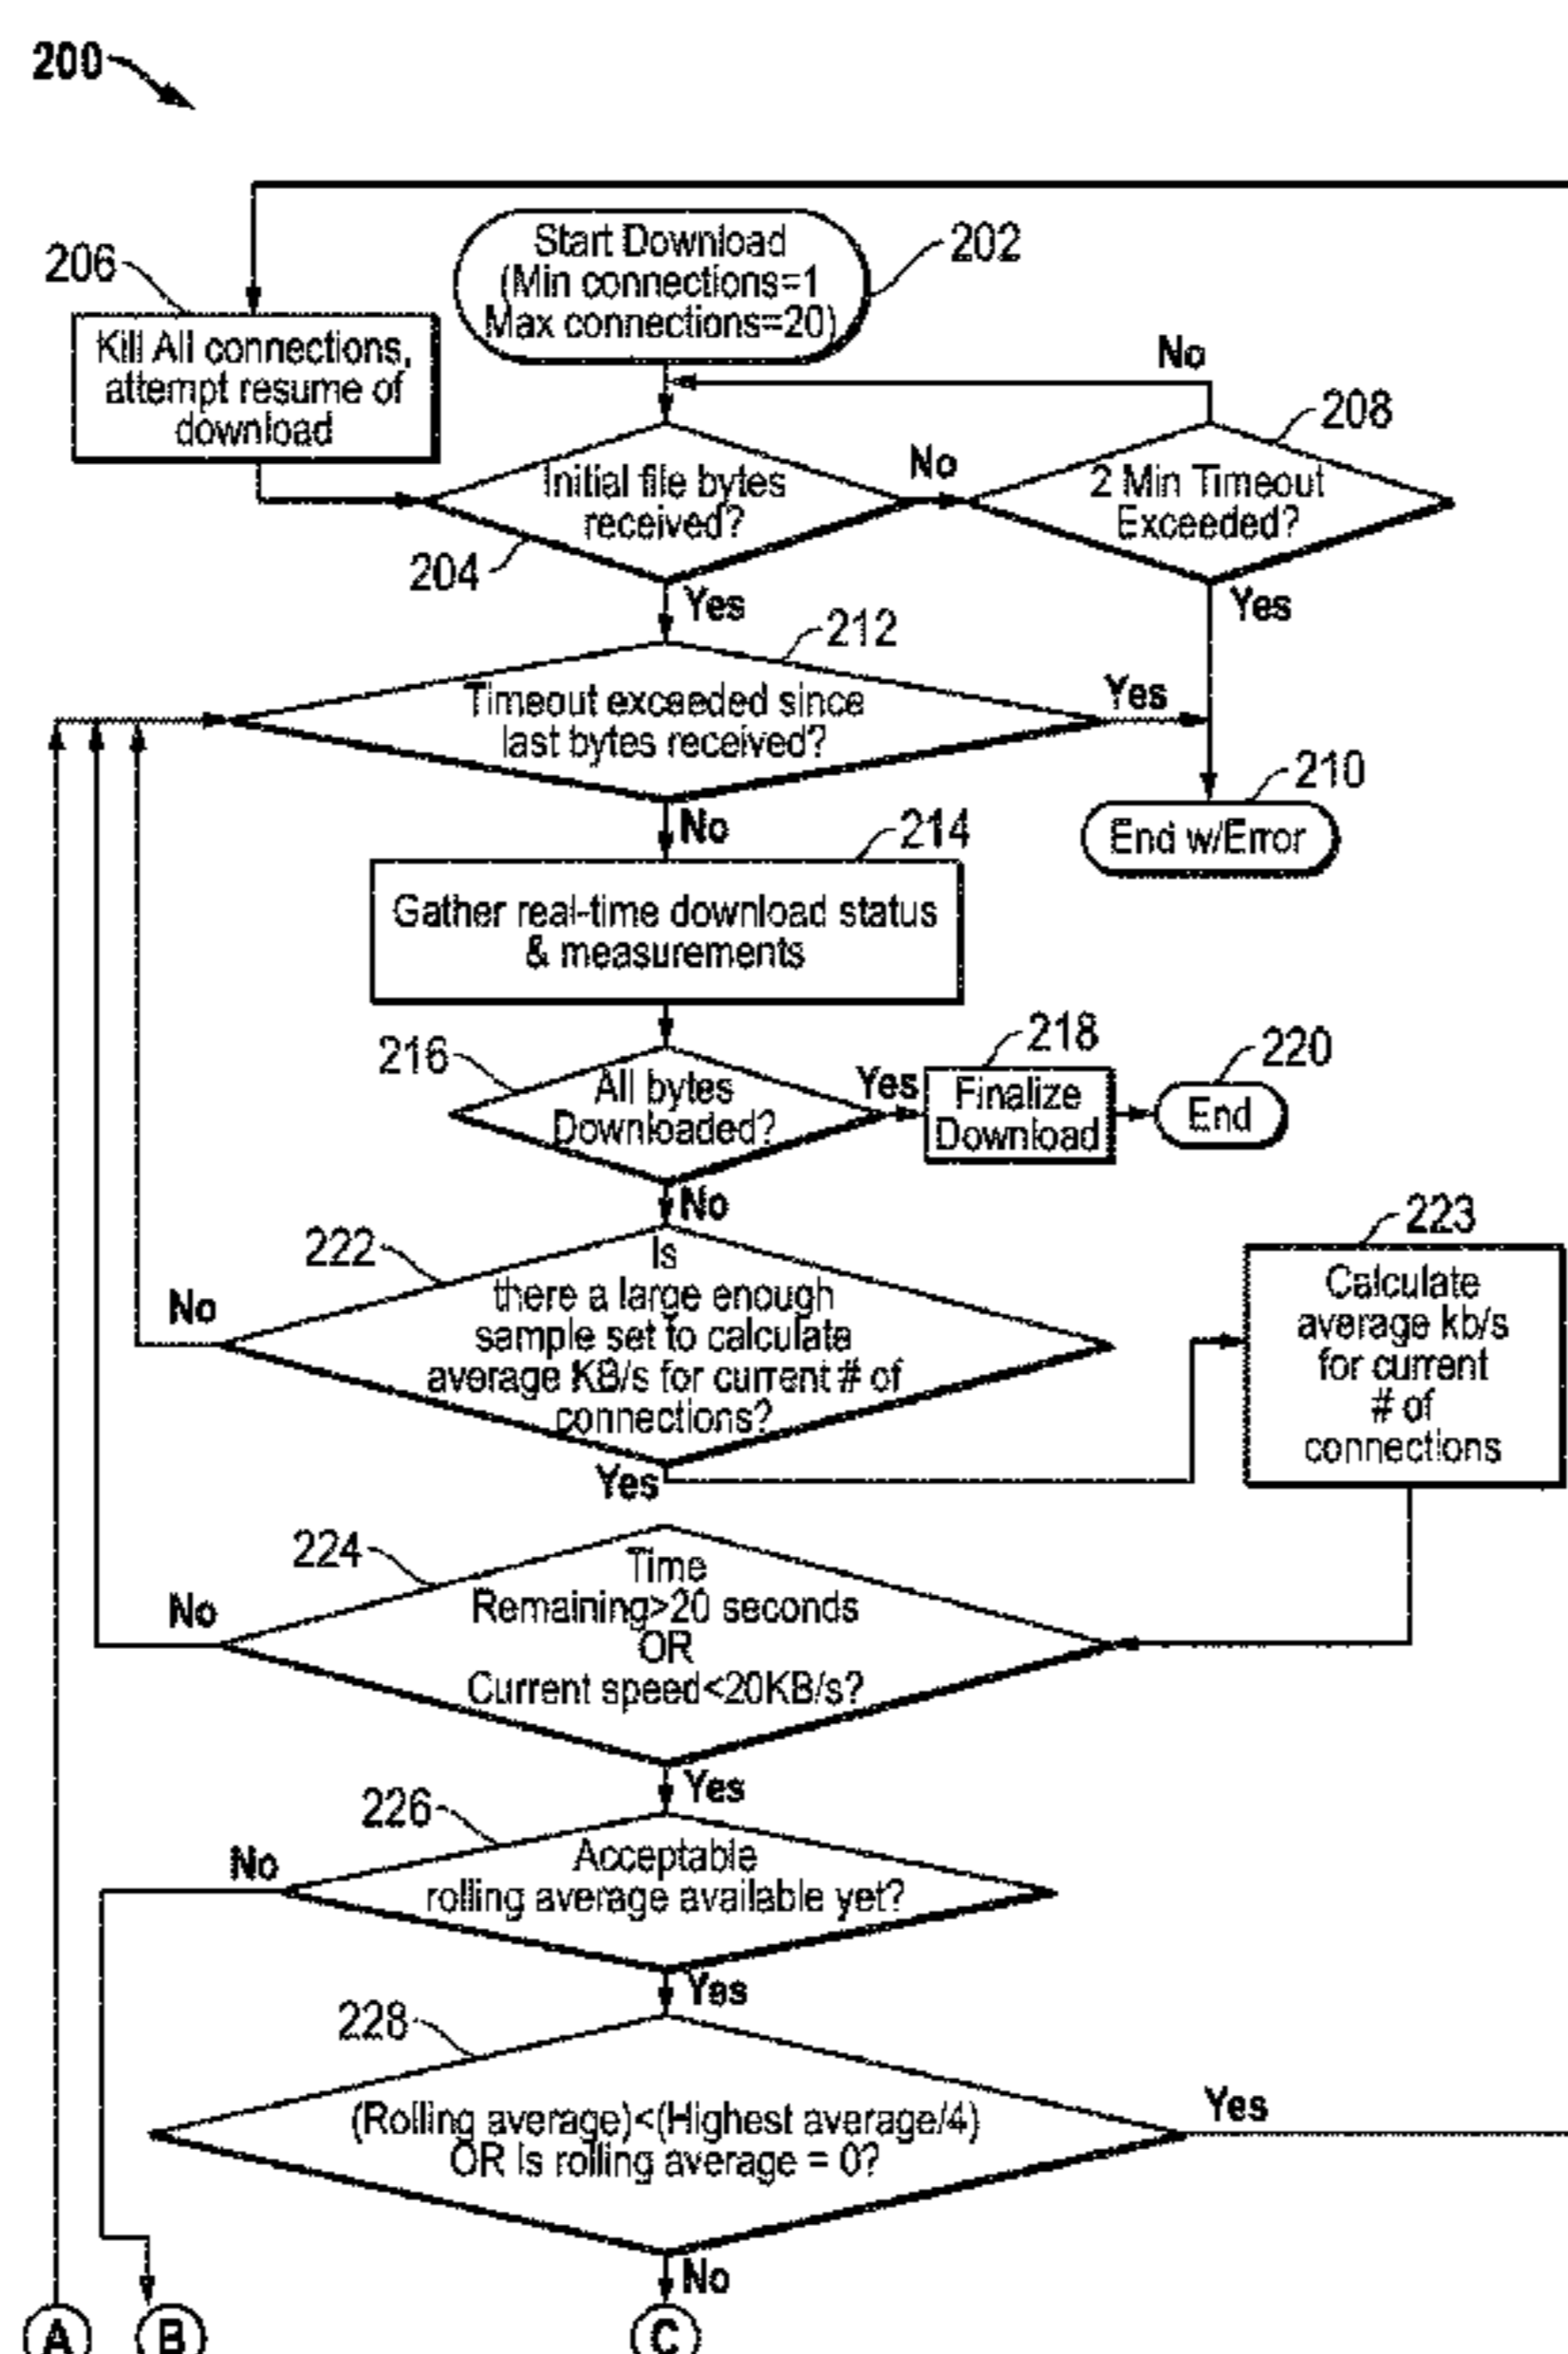 200
202
Start Download
(Min connections=1
Max connections=20)
206
Kill All connections,
attempt resume of
download
No
208
Initial file bytes
received?
204
No
2 Min Timeout
Exceeded?
Yes
Yes
212
Timeout exceeded since
last bytes received?
Yes
210
End w/Error
No
214
Gather real-time download status
& measurements
216
All bytes
Downloaded?
Yes
218
Finalize
Download
220
End
No
222
Is
there a large enough
sample set to calculate
average KB/s for current # of
connections?
No
Yes
223
Calculate
average kb/s
for current
# of
connections
224
Time
Remaining>20 seconds
OR
Current speed<20KB/s?
No
Yes
226
Acceptable
rolling average available yet?
No
Yes
228
(Rolling average)<(Highest average/4)
OR Is rolling average = 0?
Yes
No
A
B
C